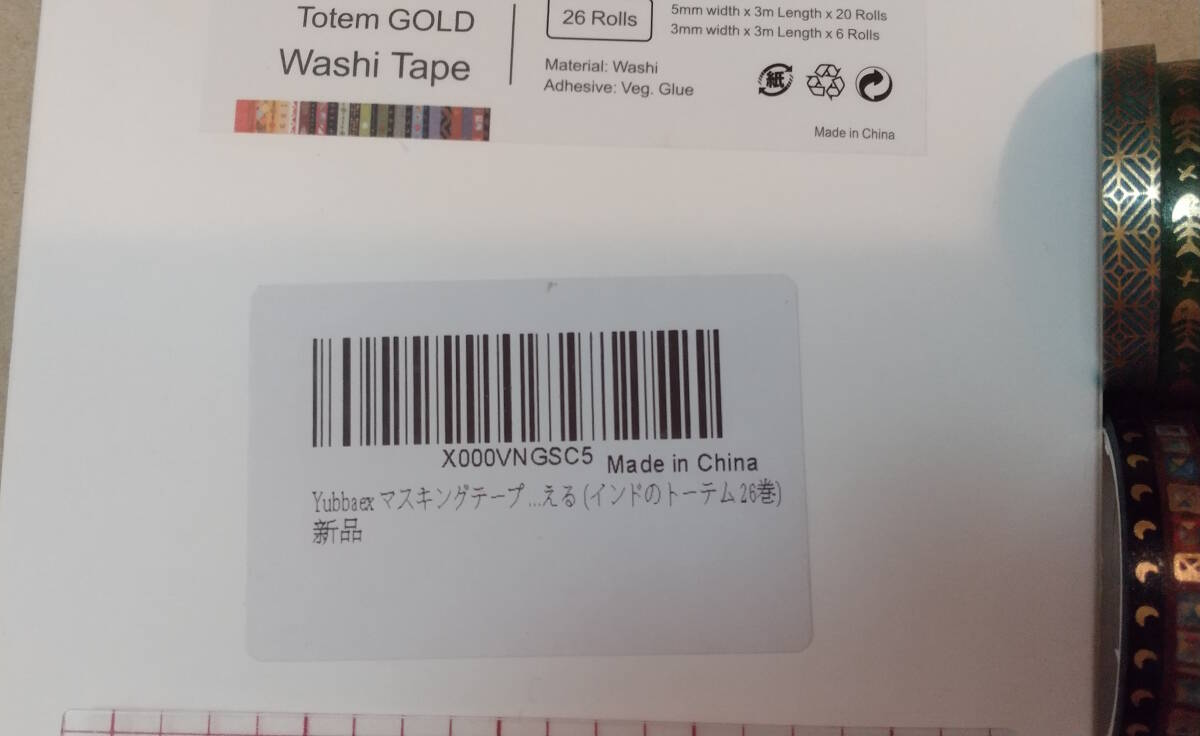 Totem GOLD
Washi Tape
26 Rolls
5mm width x 3m Length x 20 Rolls
3mm width x 3m Length x 6 Rolls
Material: Washi
Adhesive: Veg. Glue
紙
Made in China
X000VNGSC5
Made in China
Yubbaex マスキングテープ...える (インドのトーテム 26巻)
新品